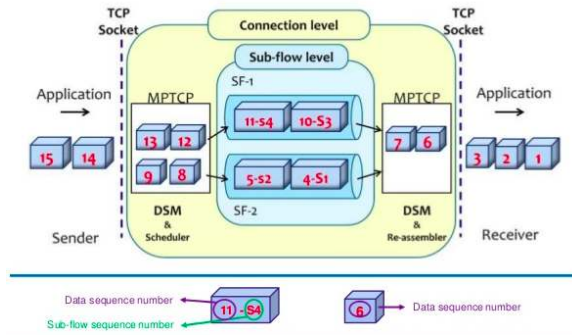 TCP
Socket
Connection level
TCP
Socket
Sub-flow level
SF-1
Application
MPTCP
11-s4
10-S3
MPTCP
Application
13
12
7
6
15
14
3
2
1
9
8
5-s2
4-S1
SF-2
DSM
&
Scheduler
DSM
&
Re-assembler
Sender
Receiver
Data sequence number
11 - S4
Sub-flow sequence number
6
Data sequence number